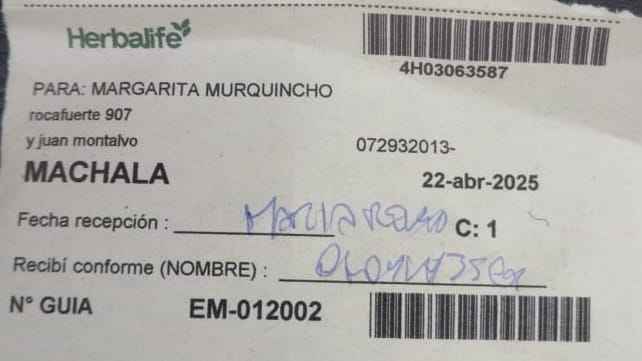 Herbalife
4H03063587
PARA: MARGARITA MURQUINCHO
rocafuerte 907
y juan montalvo
072932013-
MACHALA
22-abr-2025
Fecha recepción :
C: 1
Recibí conforme (NOMBRE) :
N° GUIA
EM-012002